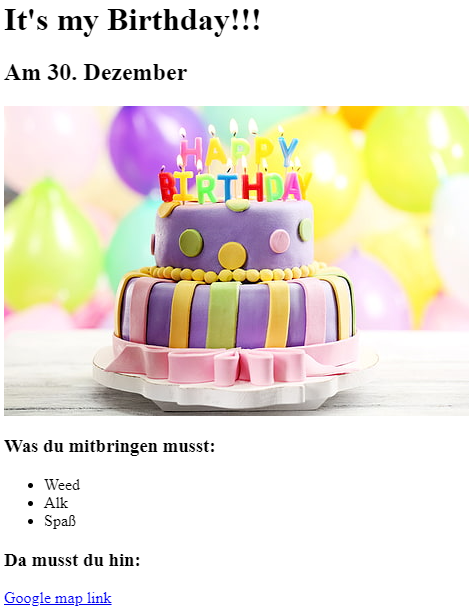 It's my Birthday!!!
Am 30. Dezember
HAPPY
BIRTHDAY
Was du mitbringen musst:
Weed
Alk
Spaß
Da musst du hin:
Google map link